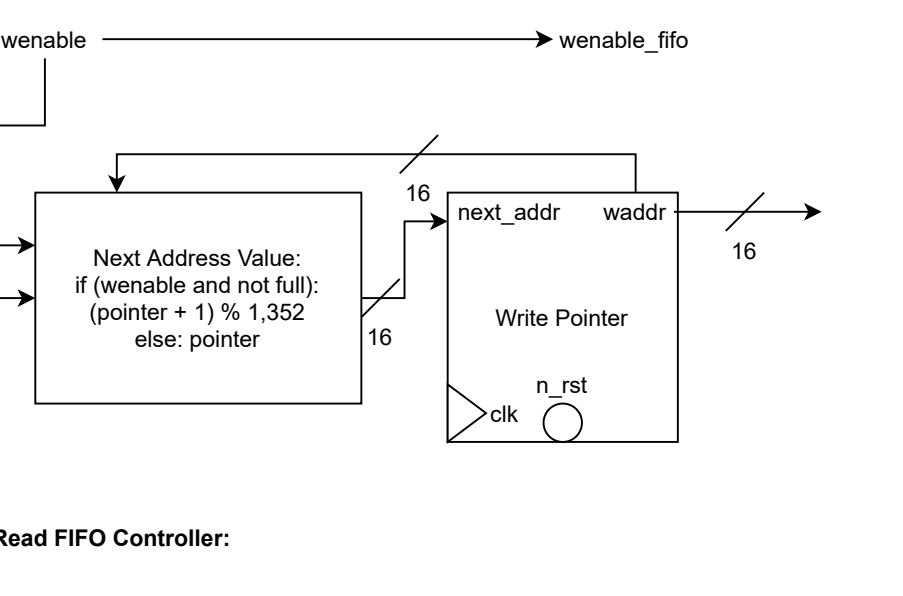 wenable
wenable_fifo
16
next_addr
waddr
16
Next Address Value:
if (wenable and not full):
(pointer + 1) % 1,352
else: pointer
16
Write Pointer
n_rst
clk
Read FIFO Controller: